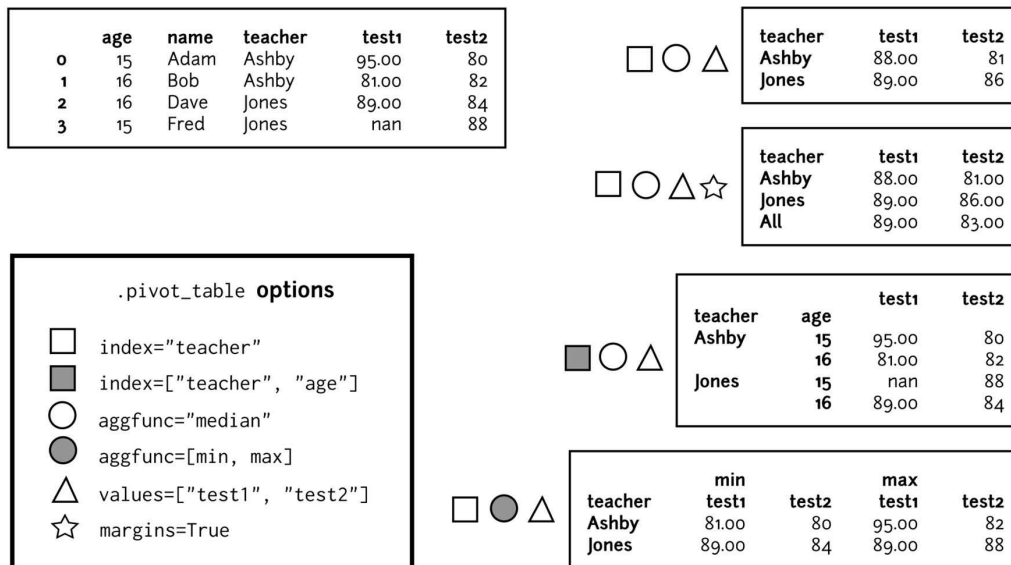 age name teacher test1 test2
0 15 Adam Ashby 95.00 80
1 16 Bob Ashby 81.00 82
2 16 Dave Jones 89.00 84
3 15 Fred Jones nan 88
teacher test1 test2
Ashby 88.00 81
Jones 89.00 86
teacher test1 test2
Ashby 88.00 81.00
Jones 89.00 86.00
All 89.00 83.00
.pivot_table options
index="teacher"
index=["teacher", "age"]
aggfunc="median"
aggfunc=[min, max]
values=["test1", "test2"]
margins=True
test1 test2
teacher age
Ashby 15 95.00 80
16 81.00 82
Jones 15 nan 88
16 89.00 84
min max
teacher test1 test2 test1 test2
Ashby 81.00 80 95.00 82
Jones 89.00 84 89.00 88